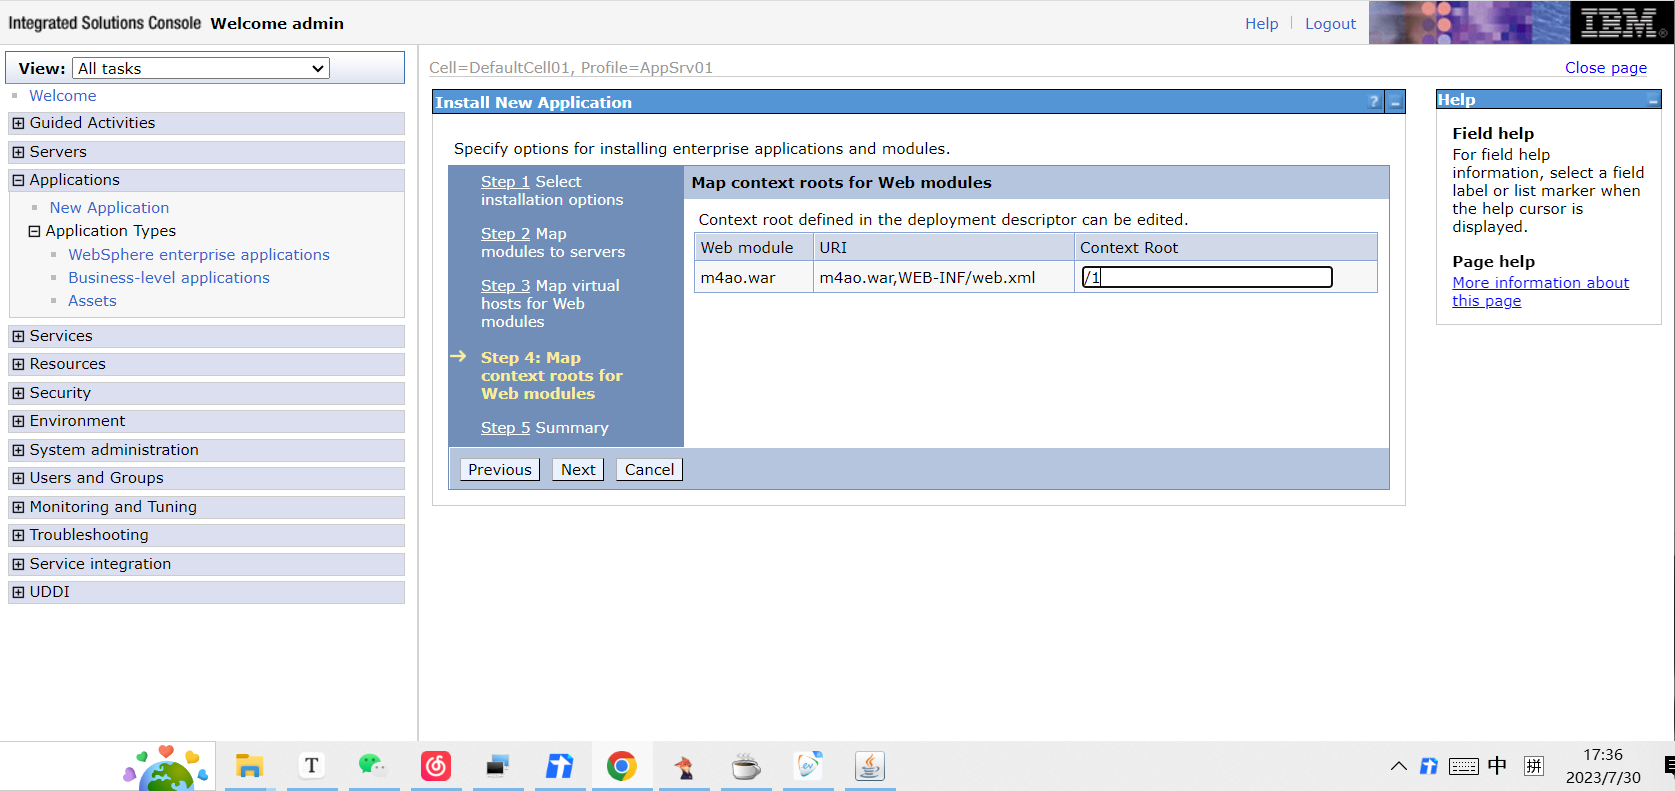 Integrated Solutions Console Welcome admin
Help
Logout
IBM®
View: All tasks
Welcome
Guided Activities
Servers
Applications
New Application
Application Types
WebSphere enterprise applications
Business-level applications
Assets
Services
Resources
Security
Environment
System administration
Users and Groups
Monitoring and Tuning
Troubleshooting
Service integration
UDDI
Cell=DefaultCell01, Profile=AppSrv01
Close page
Install New Application
?
Specify options for installing enterprise applications and modules.
Step 1 Select
installation options
Step 2 Map
modules to servers
Step 3 Map virtual
hosts for Web
modules
Step 4: Map
context roots for
Web modules
Step 5 Summary
Map context roots for Web modules
Context root defined in the deployment descriptor can be edited.
Web module URI Context Root
m4ao.war m4ao.war,WEB-INF/web.xml /1
Previous Next Cancel
Help
Field help
For field help
information, select a field
label or list marker when
the help cursor is
displayed.
Page help
More information about
this page
T
ev
中
拼
17:36
2023/7/30